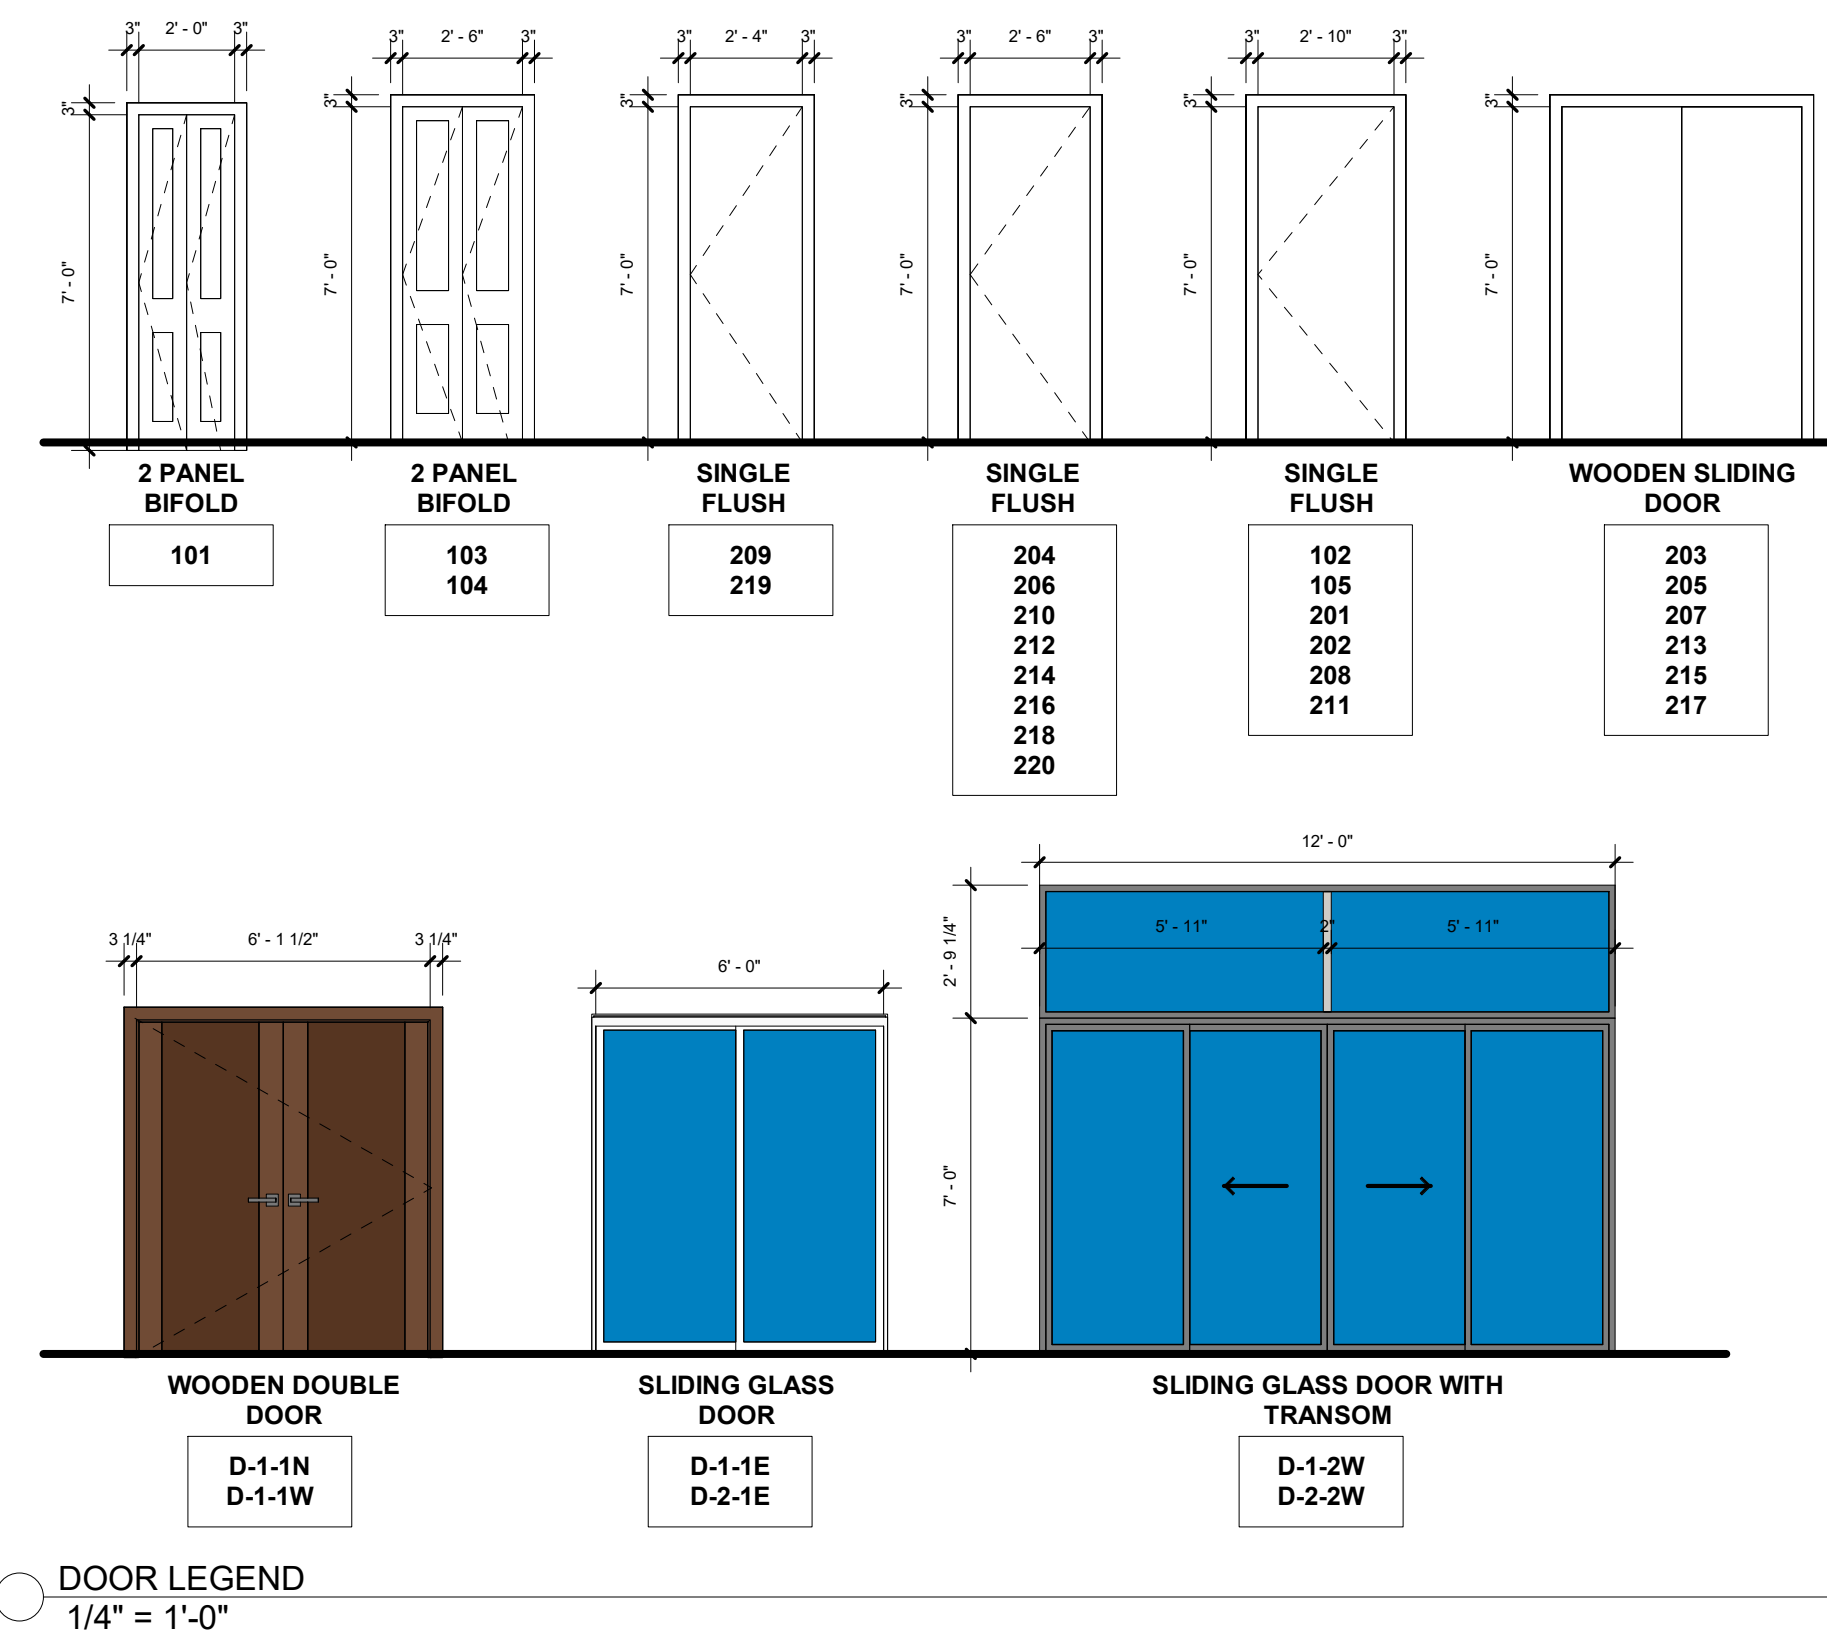 3" 2' - 0" 3"
3" 2' - 6" 3"
3" 2' - 4" 3"
3" 2' - 6" 3"
3" 2' - 10" 3"
3"
3"
3"
3"
3"
3"
7' - 0"
7' - 0"
7' - 0"
7' - 0"
7' - 0"
7' - 0"
2 PANEL
BIFOLD
101
2 PANEL
BIFOLD
103
104
SINGLE
FLUSH
209
219
SINGLE
FLUSH
204
206
210
212
214
216
218
220
SINGLE
FLUSH
102
105
201
202
208
211
WOODEN SLIDING
DOOR
203
205
207
213
215
217
3 1/4" 6' - 1 1/2" 3 1/4"
WOODEN DOUBLE
DOOR
D-1-1N
D-1-1W
6' - 0"
SLIDING GLASS
DOOR
D-1-1E
D-2-1E
12' - 0"
2' - 9 1/4"
5' - 11" 2" 5' - 11"
7' - 0"
SLIDING GLASS DOOR WITH
TRANSOM
D-1-2W
D-2-2W
DOOR LEGEND
1/4" = 1'-0"